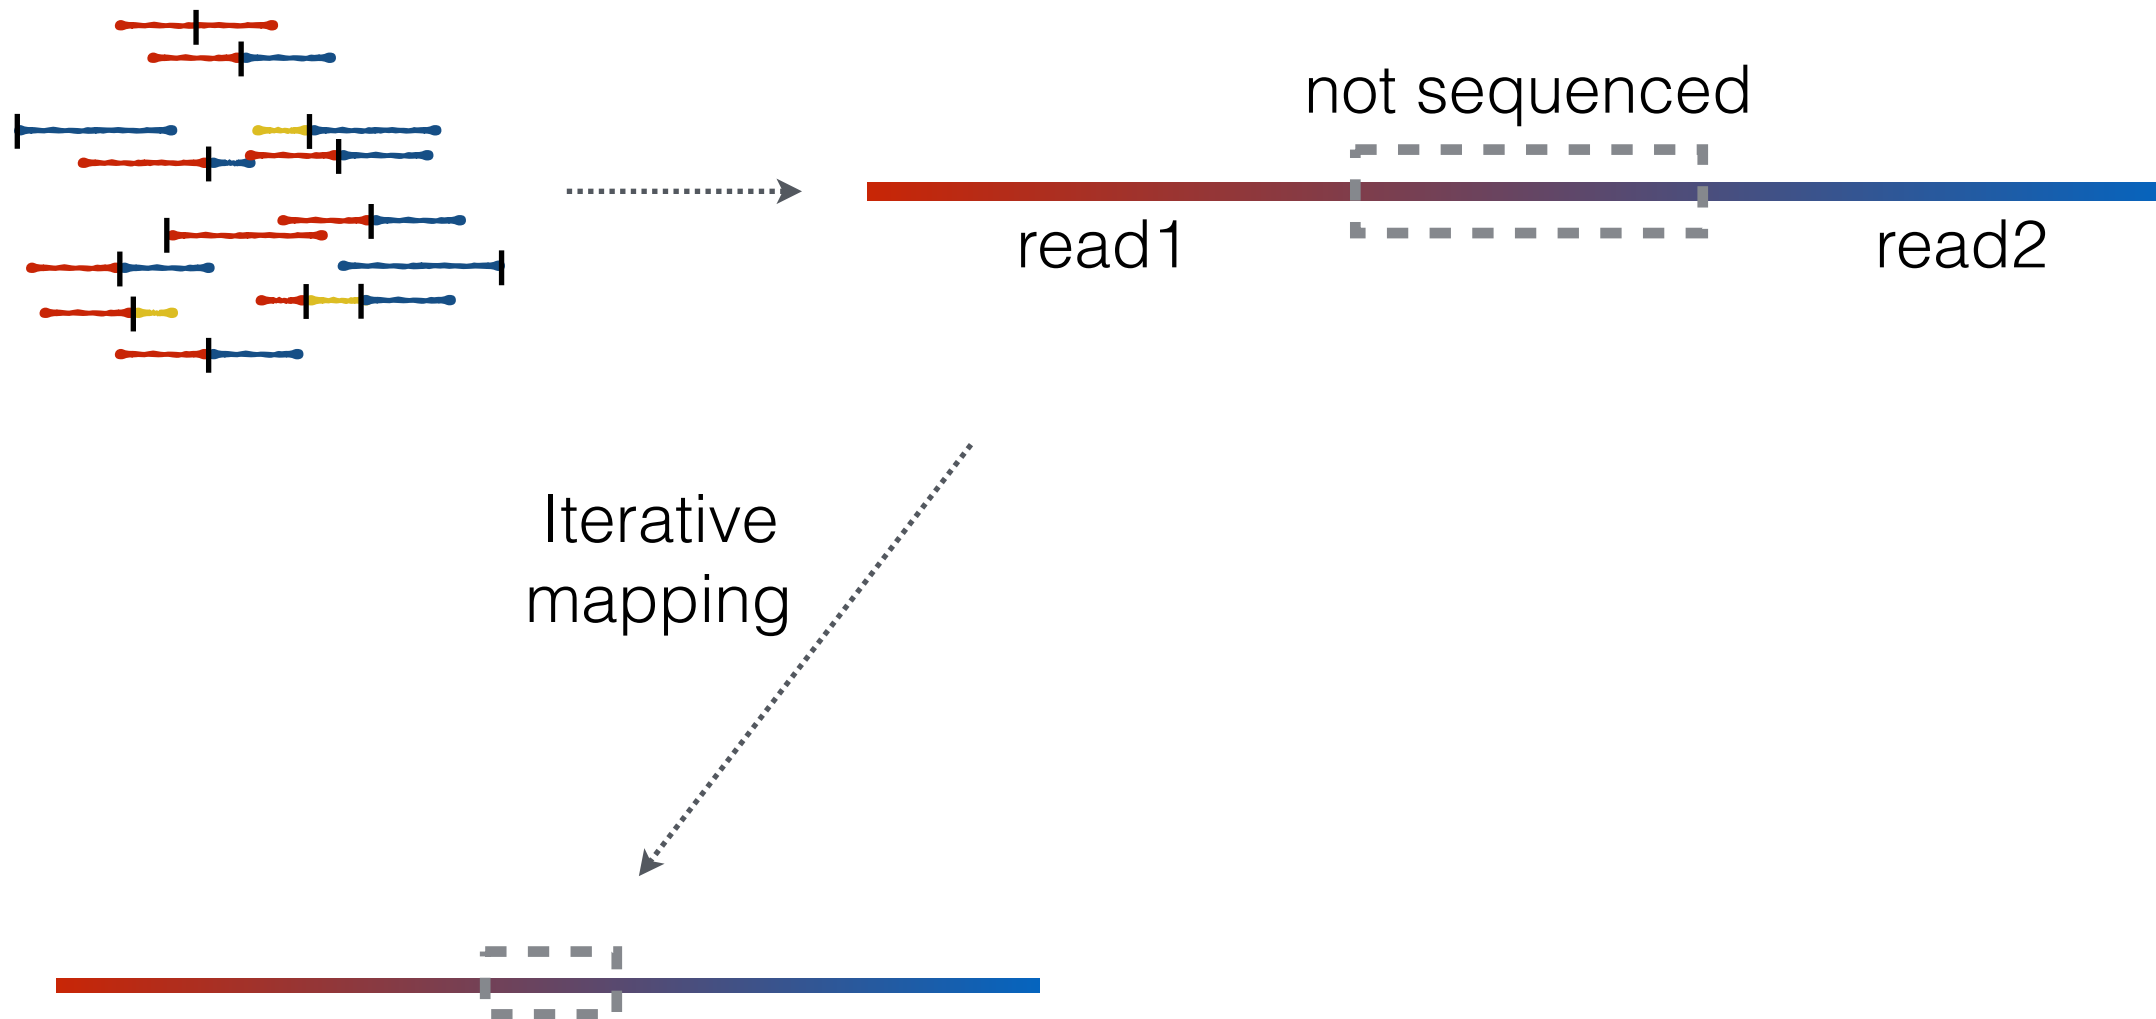 not sequenced
read1
read2
Iterative
mapping